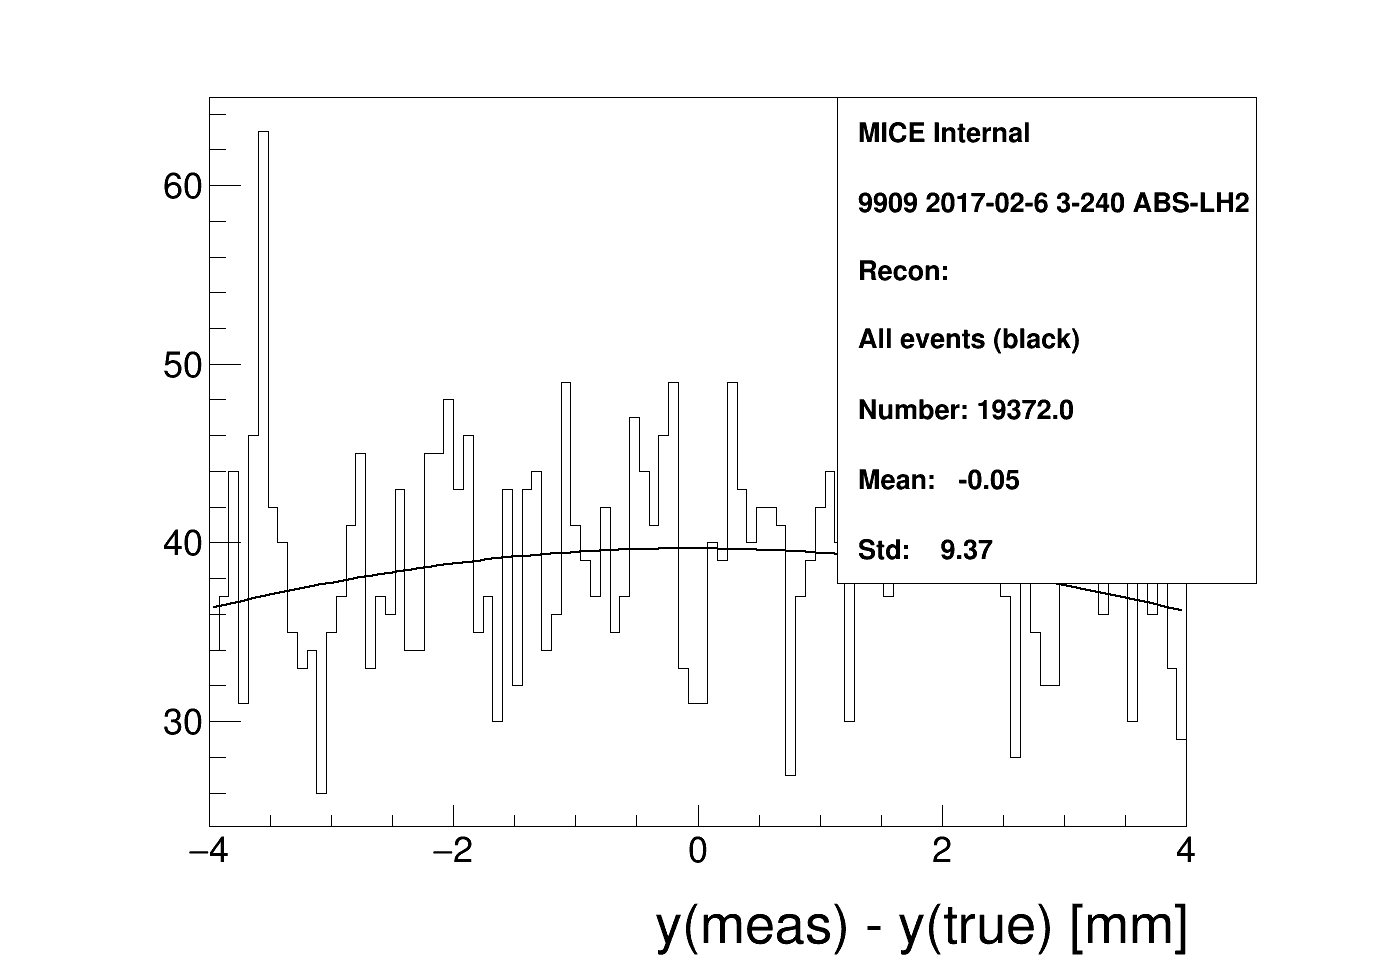 MICE Internal
9909 2017-02-6 3-240 ABS-LH2
Recon:
All events (black)
Number: 19372.0
Mean: -0.05
Std: 9.37
60
50
40
30
−4 −2 0 2 4
y(meas) - y(true) [mm]